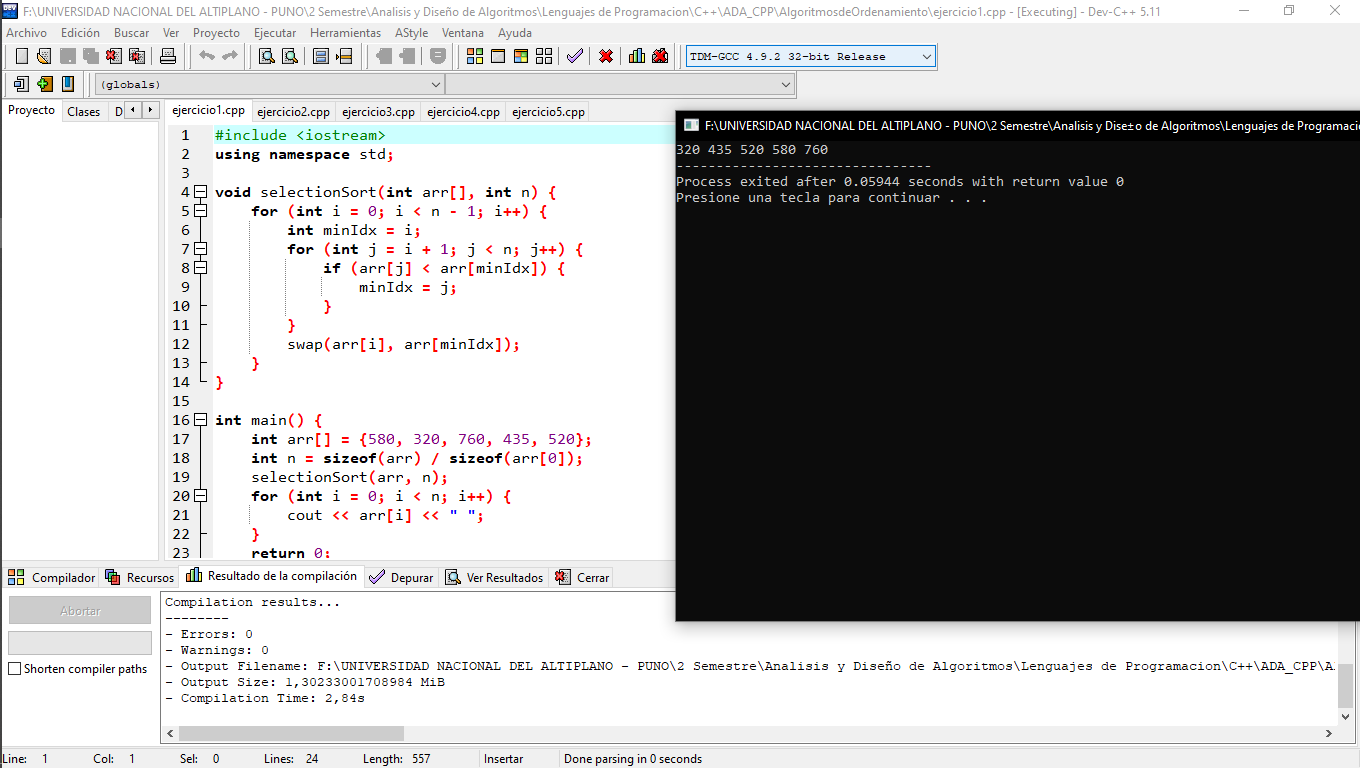 F:\UNIVERSIDAD NACIONAL DEL ALTIPLANO - PUNO\2 Semestre\Analisis y Diseño de Algoritmos\Lenguajes de Programacion\C++\ADA_CPP\AlgoritmosdeOrdenamiento\ejercicio1.cpp - [Executing] - Dev-C++ 5.11
Archivo Edición Buscar Ver Proyecto Ejecutar Herramientas AStyle Ventana Ayuda
TDM-GCC 4.9.2 32-bit Release
(globals)
Proyecto Clases D
ejercicio1.cpp ejercicio2.cpp ejercicio3.cpp ejercicio4.cpp ejercicio5.cpp
1 #include <iostream>
2 using namespace std;
3
4 void selectionSort(int arr[], int n) {
5 for (int i = 0; i < n - 1; i++) {
6 int minIdx = i;
7 for (int j = i + 1; j < n; j++) {
8 if (arr[j] < arr[minIdx]) {
9 minIdx = j;
10 }
11 }
12 swap(arr[i], arr[minIdx]);
13 }
14 }
15
16 int main() {
17 int arr[] = {580, 320, 760, 435, 520};
18 int n = sizeof(arr) / sizeof(arr[0]);
19 selectionSort(arr, n);
20 for (int i = 0; i < n; i++) {
21 cout << arr[i] << " ";
22 }
23 return 0;
F:\UNIVERSIDAD NACIONAL DEL ALTIPLANO - PUNO\2 Semestre\Analisis y Dise±o de Algoritmos\Lenguajes de Programacio
320 435 520 580 760
--------------------------------
Process exited after 0.05944 seconds with return value 0
Presione una tecla para continuar . . .
Compilador Recursos Resultado de la compilación Depurar Ver Resultados Cerrar
Abortar
Shorten compiler paths
Compilation results...
--------
- Errors: 0
- Warnings: 0
- Output Filename: F:\UNIVERSIDAD NACIONAL DEL ALTIPLANO - PUNO\2 Semestre\Analisis y Diseño de Algoritmos\Lenguajes de Programacion\C++\ADA_CPP\A
- Output Size: 1,30233001708984 MiB
- Compilation Time: 2,84s
Line: 1 Col: 1 Sel: 0 Lines: 24 Length: 557 Insertar Done parsing in 0 seconds